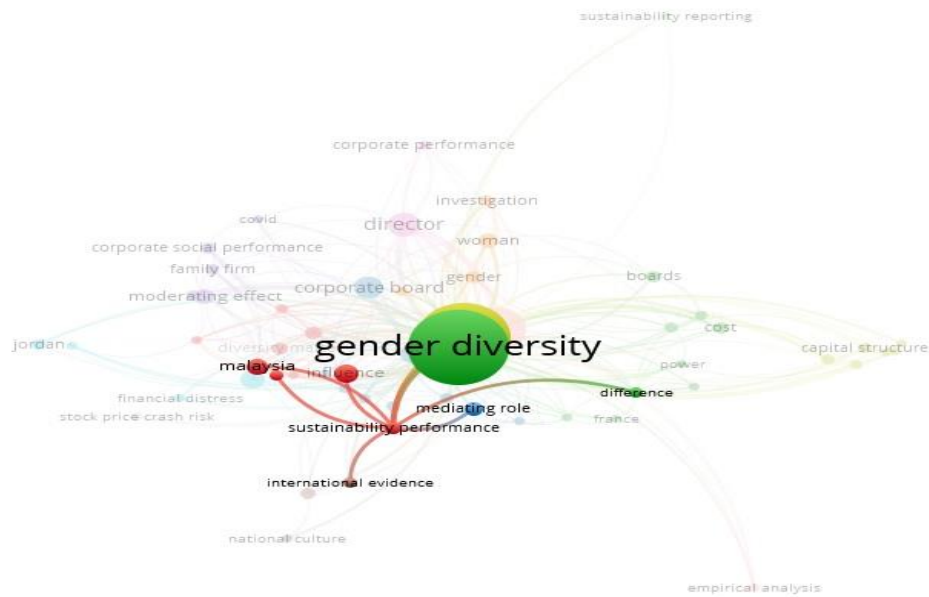 sustainability reporting
corporate performance
investigation
covid
director
woman
corporate social performance
family firm
gender
boards
corporate board
moderating effect
cost
jordan
gender diversity
capital structure
malaysia
influence
power
difference
financial distress
mediating role
stock price crash risk
france
sustainability performance
international evidence
national culture
empirical analysis